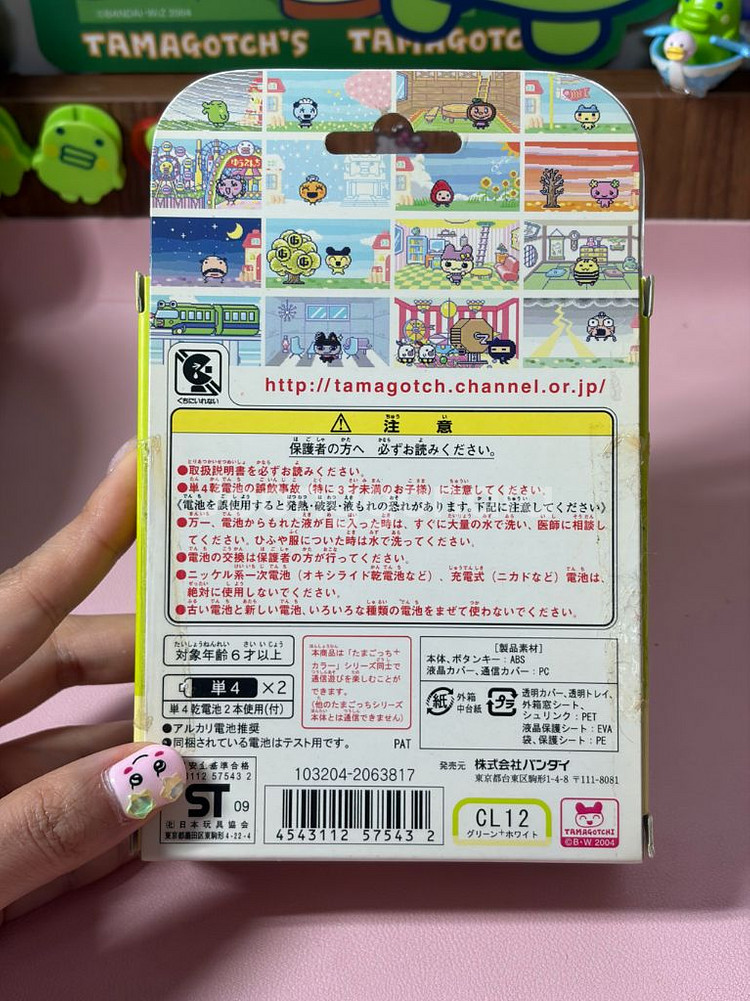 ©BANDAI・WiZ 2004
TAMAGOTCH'S TAMAGOTC
ゆうえんち
くちにいれない
http://tamagotch.channel.or.jp/
注意
保護者の方へ 必ずお読みください。
●取扱説明書を必ずお読みください。
●単4乾電池の誤飲事故(特に3才未満のお子様)に注意してください。
《電池を誤使用すると発熱・破裂・液もれの恐れがあります。下記に注意してください》
●万一、電池からもれた液が目に入った時は、すぐに大量の水で洗い、医師に相談し
てください。ひふや服についた時は水で洗ってください。
●電池の交換は保護者の方が行ってください。
●ニッケル系一次電池(オキシライド乾電池など)、充電式(ニカドなど)電池は、
絶対に使用しないでください。
●古い電池と新しい電池、いろいろな種類の電池をまぜて使わないでください。
対象年齢6才以上
単4 ×2
単4乾電池2本使用(付)
●アルカリ電池推奨
●同梱されている電池はテスト用です。
本商品は「たまごっち+
カラー」シリーズ同士で
通信遊びを楽しむことが
できます。
(他のたまごっちシリーズ
本体とは通信できません)
PAT
[製品素材]
本体、ボタンキー:ABS
液晶カバー、通信カバー:PC
紙 外箱
中台紙
プラ 透明カバー、透明トレイ、
外箱窓シート、
シュリンク:PET
液晶保護シート:EVA
袋、保護シート:PE
安全基準合格
112 57543 2
ST 09
(社)日本玩具協会
東京都墨田区東駒形4-22-4
103204-2063817
4543112 57543 2
発売元 株式会社バンダイ
東京都台東区駒形1-4-8 〒111-8081
CL12
グリーン+ホワイト
TAMAGOTCHI
©B・W 2004